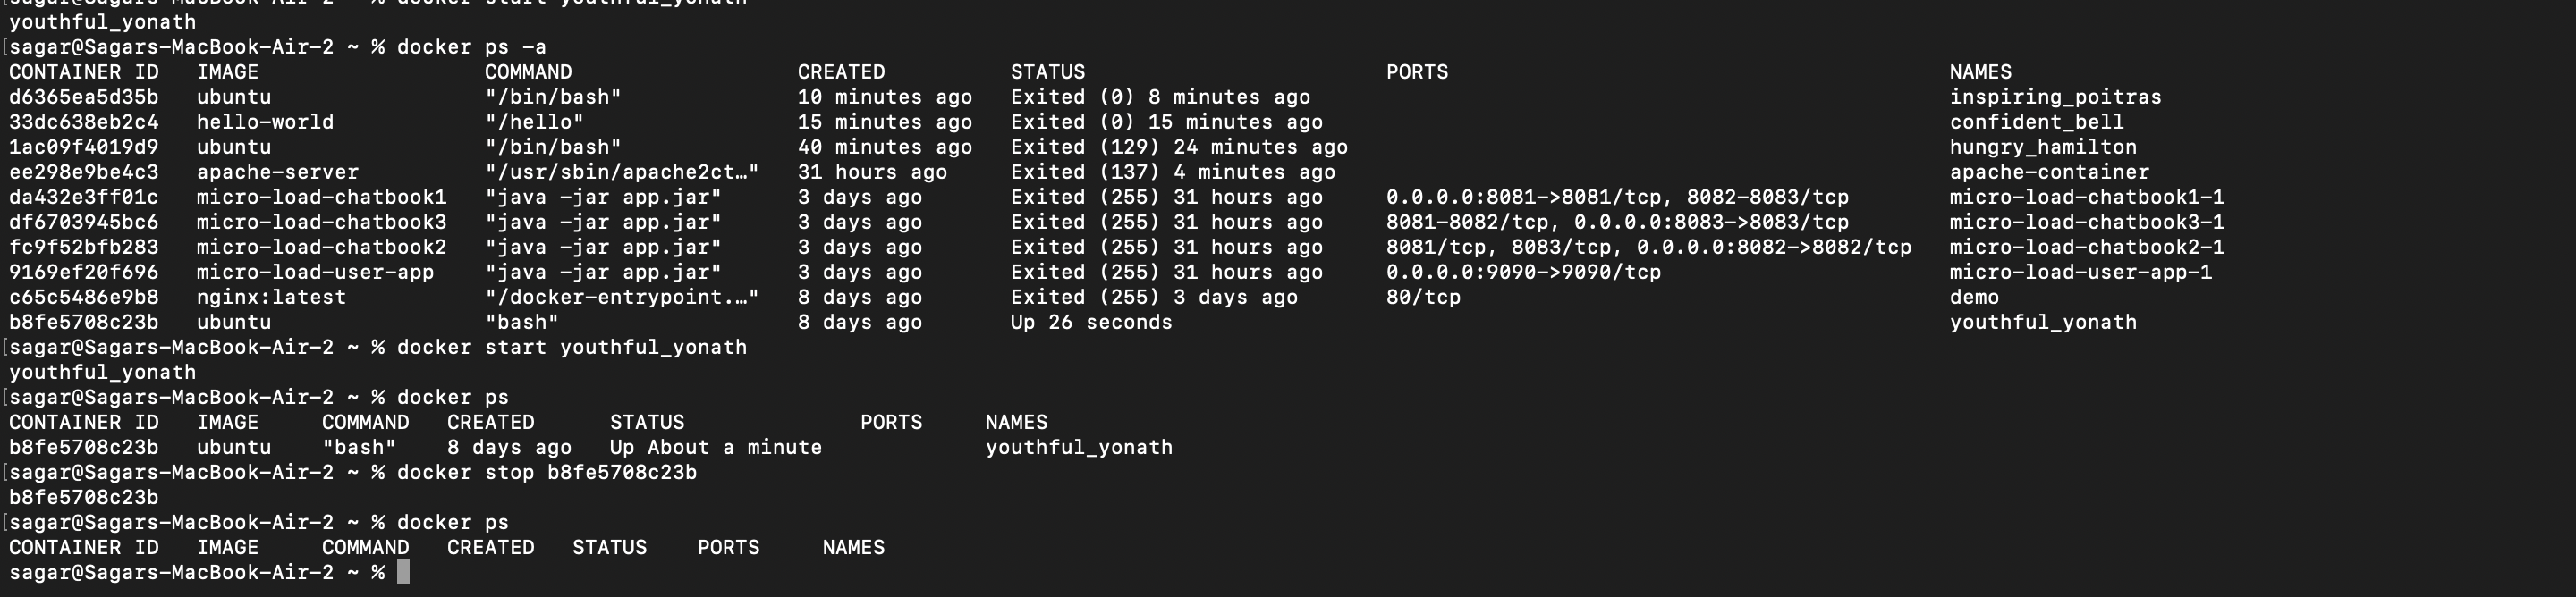 [sagar@Sagars-MacBook-Air-2 ~ % docker start youthful_yonath
youthful_yonath
[sagar@Sagars-MacBook-Air-2 ~ % docker ps -a
CONTAINER ID   IMAGE                  COMMAND                  CREATED          STATUS                        PORTS                                        NAMES
d6365ea5d35b   ubuntu                 "/bin/bash"              10 minutes ago   Exited (0) 8 minutes ago                                                   inspiring_poitras
33dc638eb2c4   hello-world            "/hello"                 15 minutes ago   Exited (0) 15 minutes ago                                                  confident_bell
1ac09f4019d9   ubuntu                 "/bin/bash"              40 minutes ago   Exited (129) 24 minutes ago                                                hungry_hamilton
ee298e9be4c3   apache-server          "/usr/sbin/apache2ct…"   31 hours ago     Exited (137) 4 minutes ago                                                 apache-container
da432e3ff01c   micro-load-chatbook1   "java -jar app.jar"      3 days ago       Exited (255) 31 hours ago     0.0.0.0:8081->8081/tcp, 8082-8083/tcp        micro-load-chatbook1-1
df6703945bc6   micro-load-chatbook3   "java -jar app.jar"      3 days ago       Exited (255) 31 hours ago     8081-8082/tcp, 0.0.0.0:8083->8083/tcp        micro-load-chatbook3-1
fc9f52bfb283   micro-load-chatbook2   "java -jar app.jar"      3 days ago       Exited (255) 31 hours ago     8081/tcp, 8083/tcp, 0.0.0.0:8082->8082/tcp   micro-load-chatbook2-1
9169ef20f696   micro-load-user-app    "java -jar app.jar"      3 days ago       Exited (255) 31 hours ago     0.0.0.0:9090->9090/tcp                       micro-load-user-app-1
c65c5486e9b8   nginx:latest           "/docker-entrypoint.…"   8 days ago       Exited (255) 3 days ago       80/tcp                                       demo
b8fe5708c23b   ubuntu                 "bash"                   8 days ago       Up 26 seconds                                                              youthful_yonath
[sagar@Sagars-MacBook-Air-2 ~ % docker start youthful_yonath
youthful_yonath
[sagar@Sagars-MacBook-Air-2 ~ % docker ps
CONTAINER ID   IMAGE     COMMAND   CREATED      STATUS              PORTS     NAMES
b8fe5708c23b   ubuntu    "bash"    8 days ago   Up About a minute             youthful_yonath
[sagar@Sagars-MacBook-Air-2 ~ % docker stop b8fe5708c23b
b8fe5708c23b
[sagar@Sagars-MacBook-Air-2 ~ % docker ps
CONTAINER ID   IMAGE     COMMAND   CREATED   STATUS    PORTS     NAMES
sagar@Sagars-MacBook-Air-2 ~ %